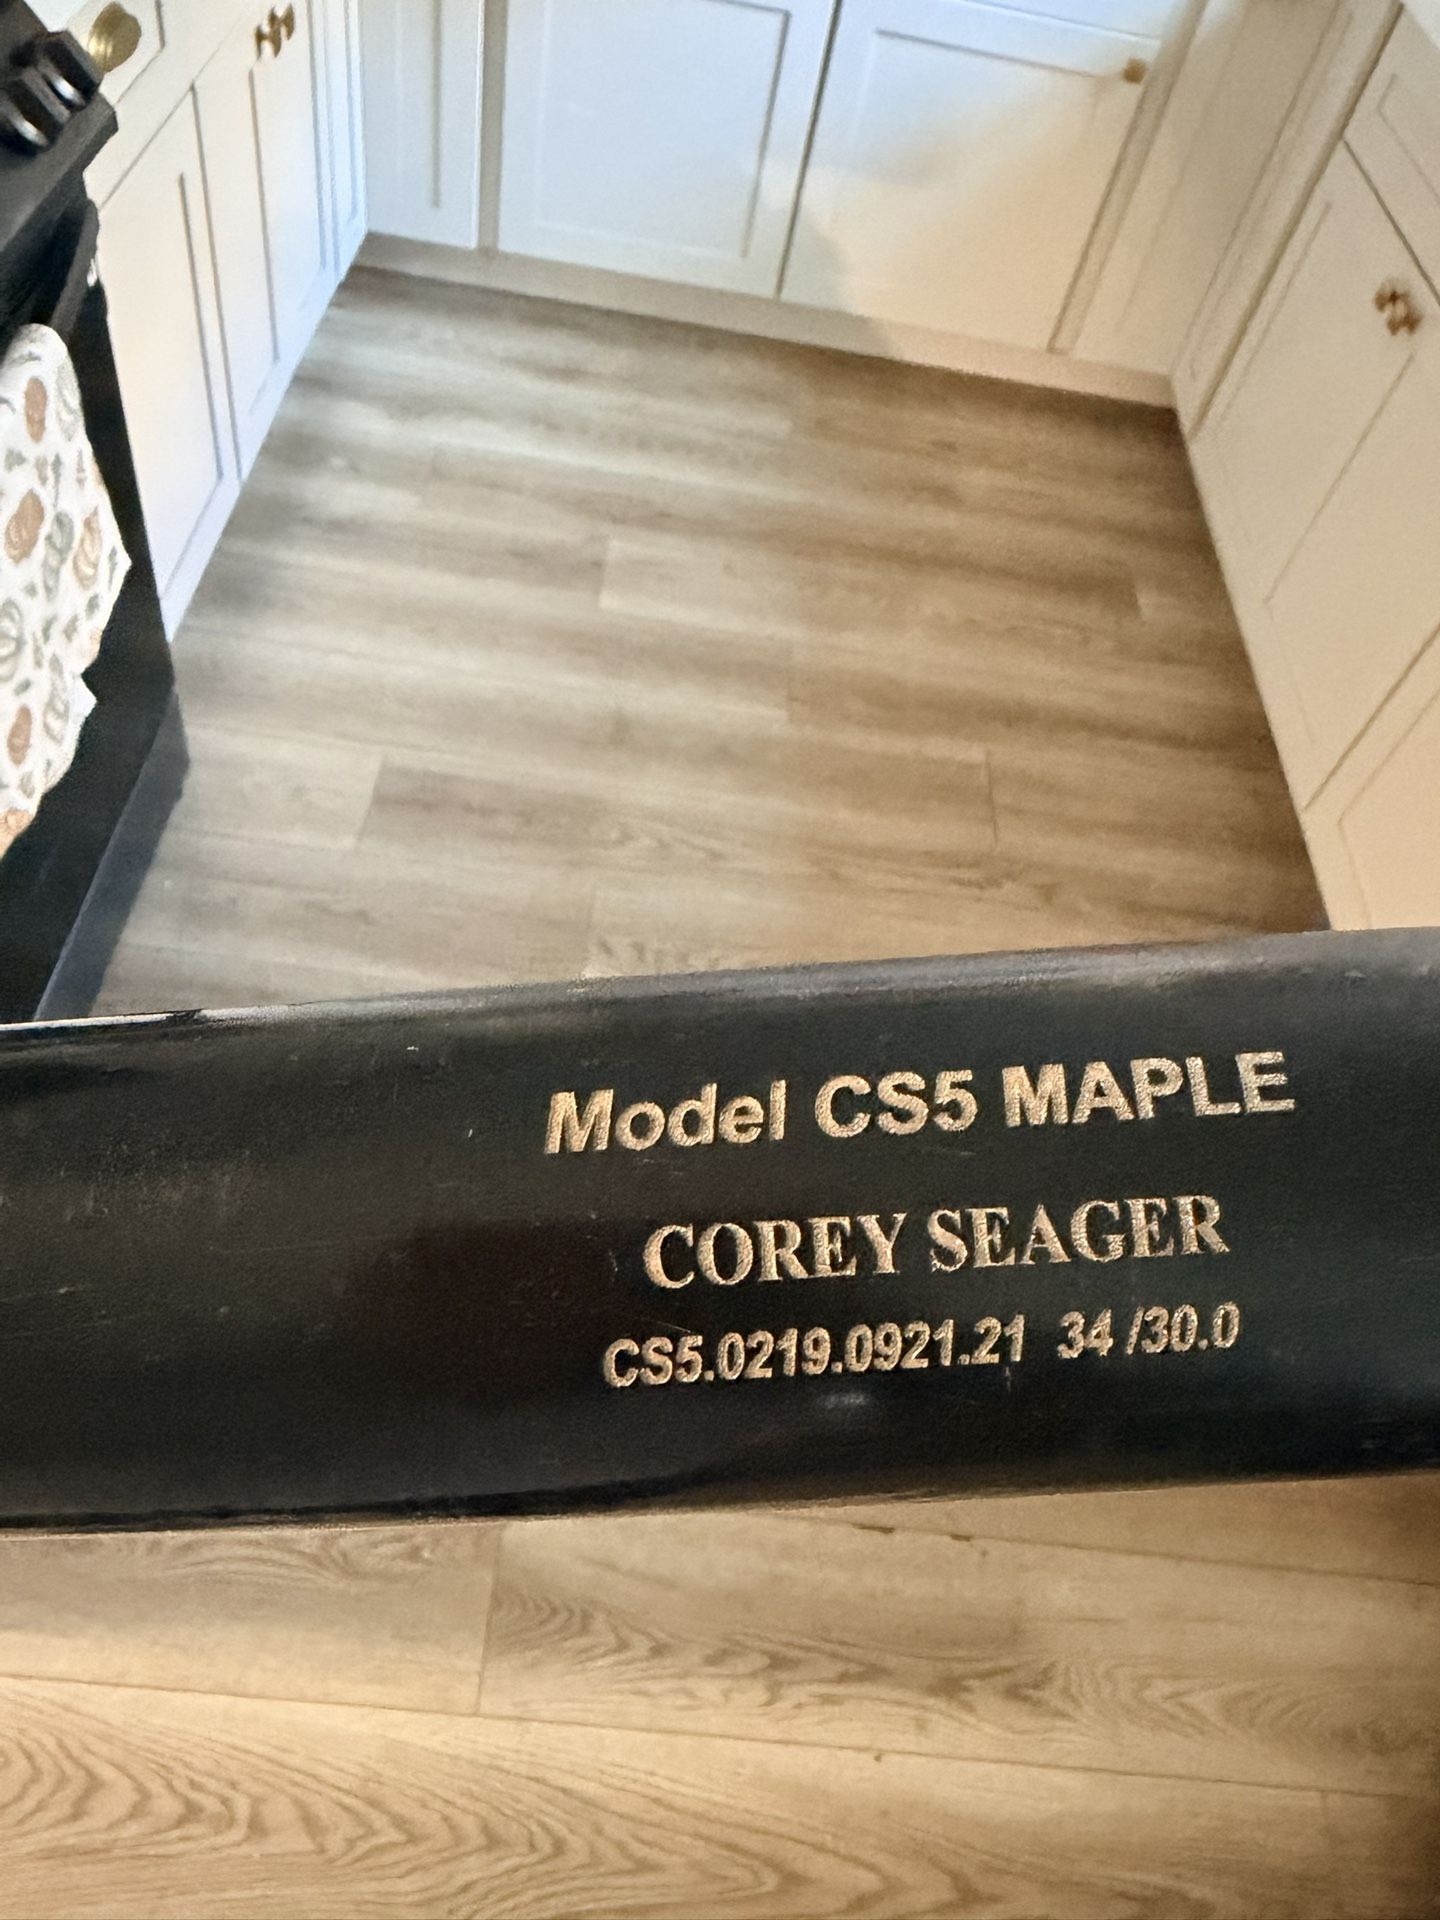 Model CS5 MAPLE
COREY SEAGER
CS5.0219.0921.21 34 /30.0